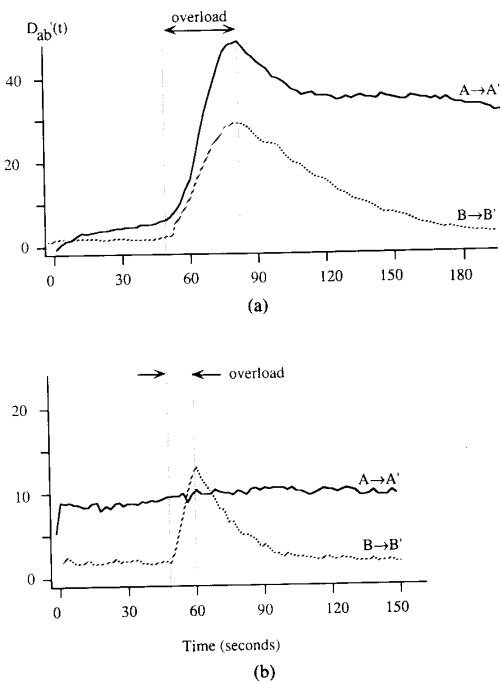 overload
D_ab'(t)
40
A→A'
20
B→B'
0
0 30 60 90 120 150 180
(a)
overload
20
A→A'
10
B→B'
0
0 30 60 90 120 150
Time (seconds)
(b)